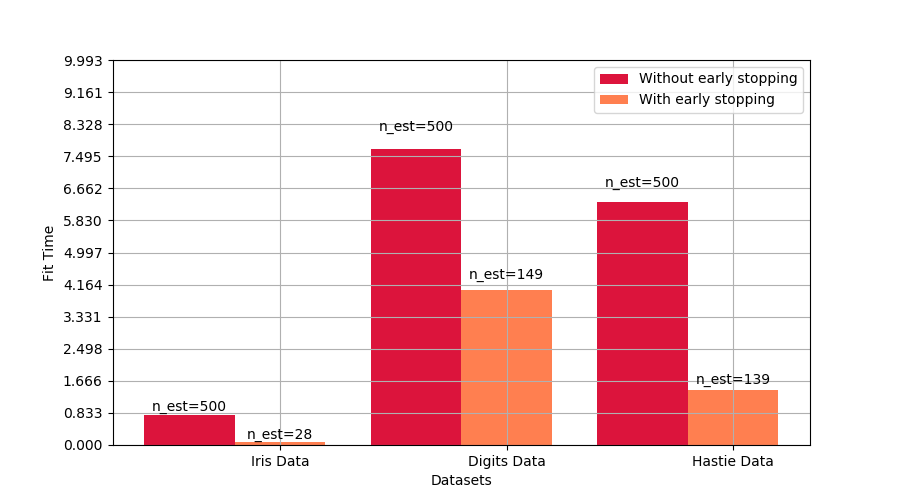 9.993
9.161
8.328
7.495
6.662
5.830
4.997
4.164
3.331
2.498
1.666
0.833
0.000
Fit Time
Without early stopping
With early stopping
n_est=500
n_est=28
n_est=500
n_est=149
n_est=500
n_est=139
Iris Data
Digits Data
Hastie Data
Datasets